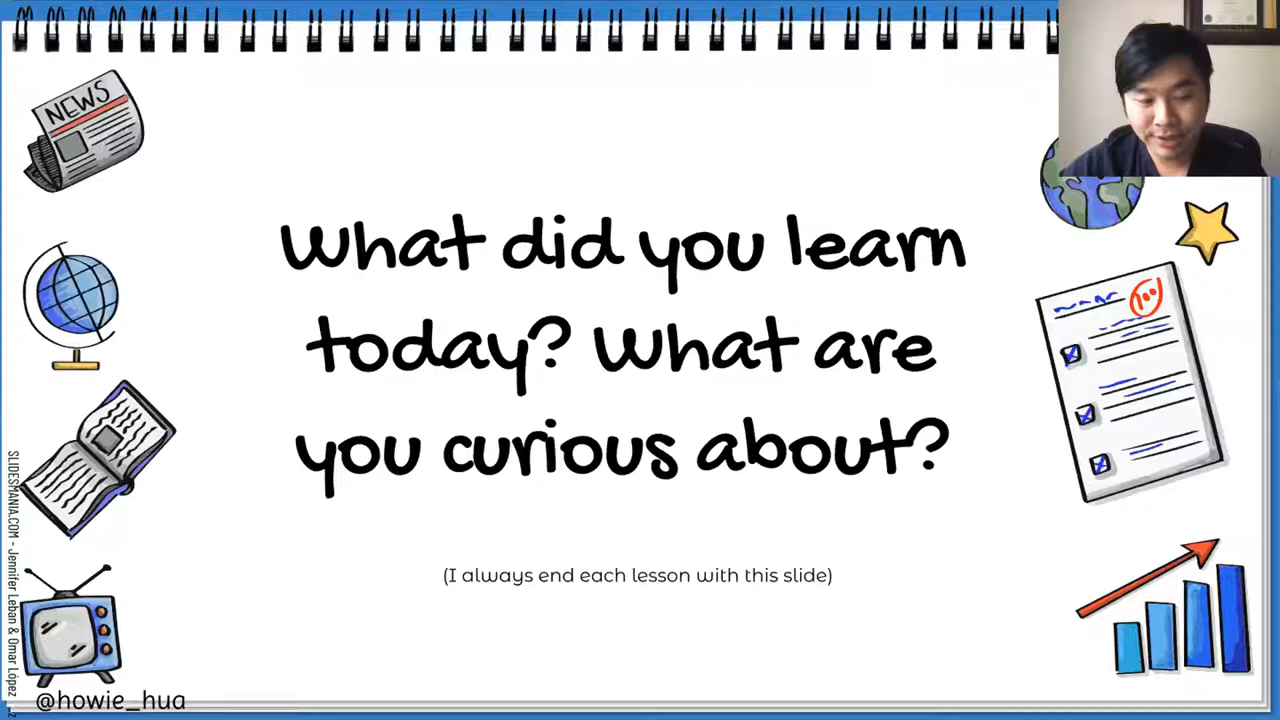 NEWS
100
What did you learn
today? What are
you curious about?
(I always end each lesson with this slide)
SLIDESMANIA.COM - Jennifer Leban & Omar López
@howie_hua